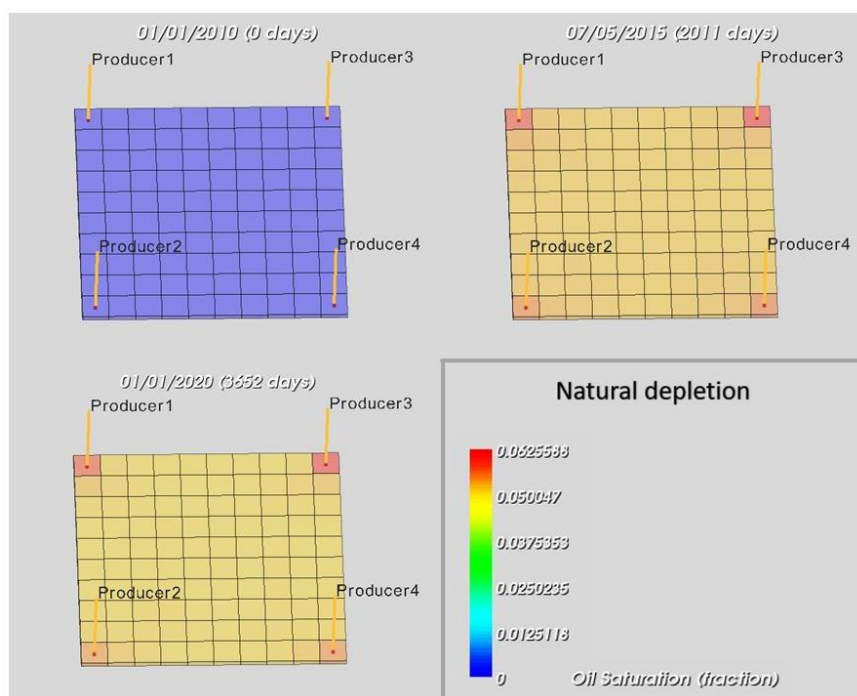 01/01/2010 (0 days)
Producer1
Producer3
Producer2
Producer4
07/05/2015 (2011 days)
Producer1
Producer3
Producer2
Producer4
01/01/2020 (3652 days)
Producer1
Producer3
Producer2
Producer4
Natural depletion
0.0625588
0.050047
0.0375353
0.0250235
0.0125118
0
Oil Saturation (fraction)